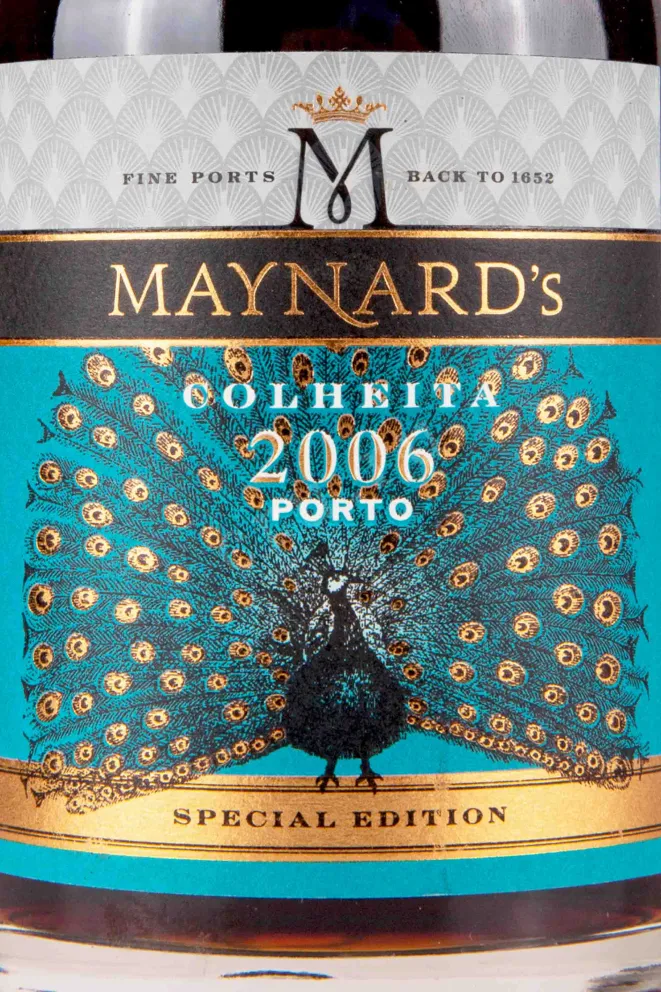 FINE PORTS M BACK TO 1652
MAYNARD's
COLHEITA
2006
PORTO
SPECIAL EDITION